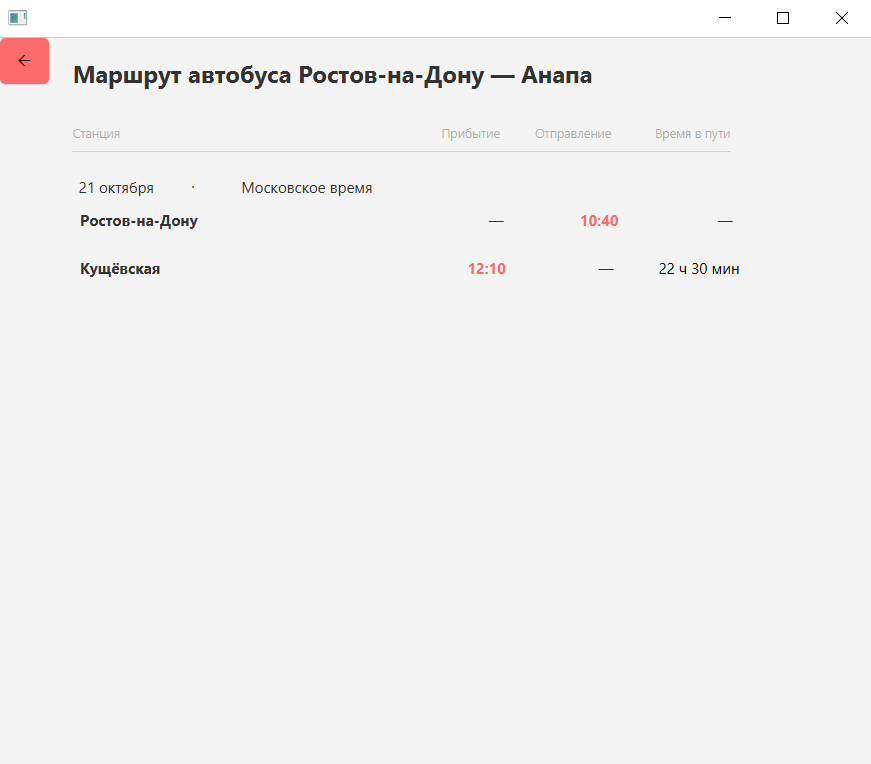 Маршрут автобуса Ростов-на-Дону — Анапа
Станция Прибытие Отправление Время в пути
21 октября · Московское время
Ростов-на-Дону — 10:40 —
Кущёвская 12:10 — 22 ч 30 мин